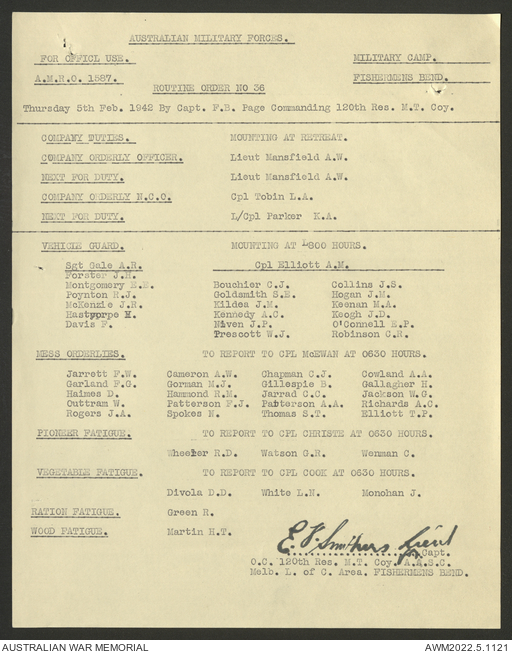 AUSTRALIAN MILITARY FORCES.
FOR OFFICL USE. MILITARY CAMP.
A.M.R.O. 1887. FISHERMENS BEND.
ROUTINE ORDER NO 36
Thursday 5th Feb. 1942 By Capt. F.B. Page Commanding 120th Res. M.T. Coy.
COMPANY TUTIES. MOUNTING AT RETREAT.
COMPANY ORDERLY OFFICER. Lieut Mansfield A.W.
NEXT FOR DUTY. Lieut Mansfield A.W.
COMPANY ORDERLY N.C.O. Cpl Tobin L.A.
NEXT FOR DUTY. L/Cpl Parker K.A.
VEHICLE GUARD. MOUNTING AT 1800 HOURS.
Sgt Gale A.R. Cpl Elliott A.M.
Forster J.H.
Montgomery E.E. Bouchier C.J. Collins J.S.
Poynton H.J. Goldsmith S.B. Hogan J.M.
McKenzie J.R. Kildea J.M. Keenan M.A.
Hastyorpe H. Kennedy A.C. Keogh J.D.
Davis F. Niven J.P. O'Connell E.P.
Prescott W.J. Robinson C.R.
MESS ORDERLIES. TO REPORT TO CPL McEWAN AT 0630 HOURS.
Jarrett F.W. Cameron A.W. Chapman C.J. Cowland A.A.
Garland F.G. Gorman M.J. Gillespie B. Gallagher H.
Haimes D. Hammond R.M. Jarrad C.C. Jackson W.G.
Outtram W. Patterson F.J. Patterson A.A. Richards A.C.
Rogers J.A. Spokes N. Thomas S.T. Elliott T.P.
PIONEER FATIGUE. TO REPORT TO CPL CHRISTE AT 0630 HOURS.
Wheeler R.D. Watson G.R. Wenman C.
VEGETABLE FATIGUE. TO REPORT TO CPL COOK AT 0630 HOURS.
Divola D.D. White L.N. Monohan J.
RATION FATIGUE. Green R.
WOOD FATIGUE. Martin H.T.
E.V. Smithers Lieut
Capt.
O.C. 120th Res. M.T. Coy. A.A.S.C.
Melb. L. of C. Area. FISHERMENS BEND.
AUSTRALIAN WAR MEMORIAL AWM2022.5.1121